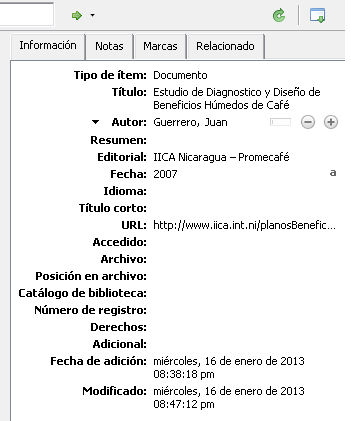 Información Notas Marcas Relacionado
Tipo de ítem: Documento
Título: Estudio de Diagnostico y Diseño de
Beneficios Húmedos de Café
Autor: Guerrero, Juan
Resumen:
Editorial: IICA Nicaragua – Promecafé
Fecha: 2007 a
Idioma:
Título corto:
URL: http://www.iica.int.ni/planosBenefic...
Accedido:
Archivo:
Posición en archivo:
Catálogo de biblioteca:
Número de registro:
Derechos:
Adicional:
Fecha de adición: miércoles, 16 de enero de 2013
08:38:18 pm
Modificado: miércoles, 16 de enero de 2013
08:47:12 pm